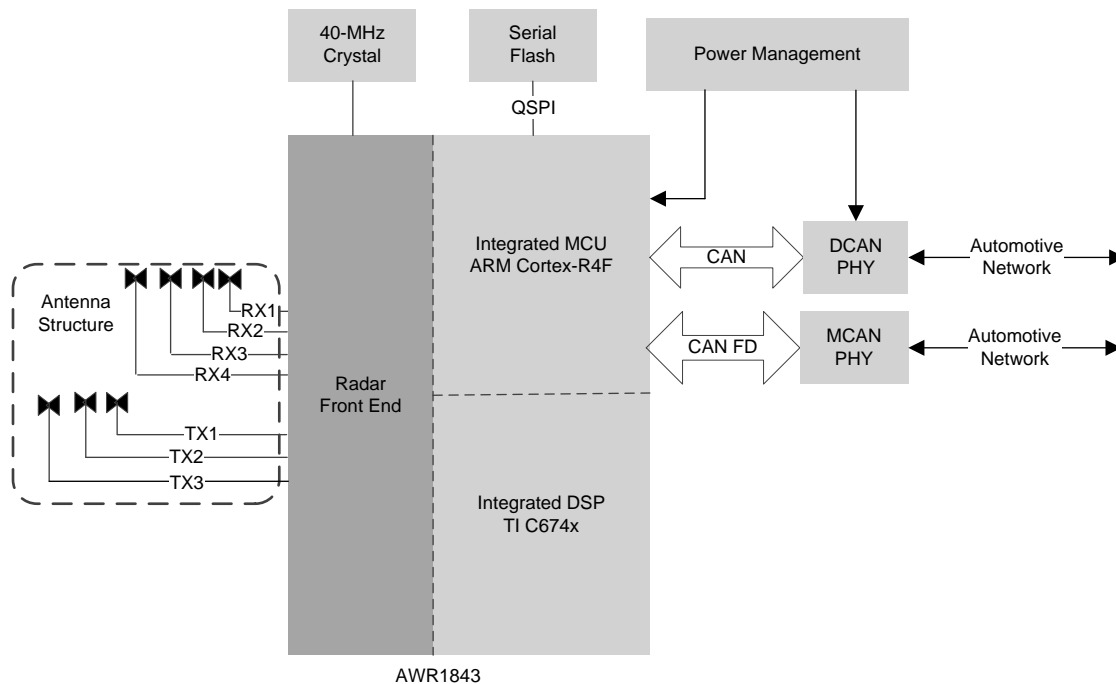 40-MHz
Crystal
Serial
Flash
Power Management
QSPI
Integrated MCU
ARM Cortex-R4F
CAN
DCAN
PHY
Automotive
Network
CAN FD
MCAN
PHY
Automotive
Network
Antenna
Structure
RX1
RX2
RX3
RX4
TX1
TX2
TX3
Radar
Front End
Integrated DSP
TI C674x
AWR1843